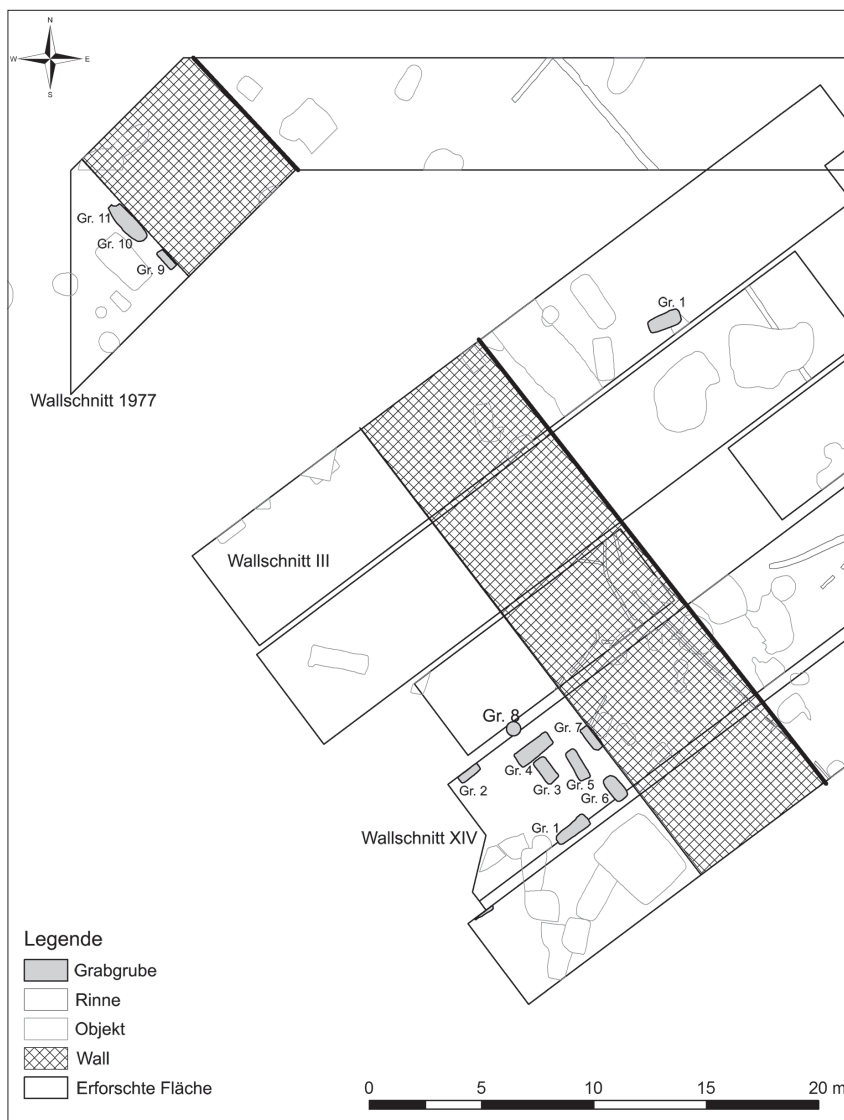 N
W E
S
Gr. 11
Gr. 10
Gr. 9
Gr. 1
Wallschnitt 1977
Wallschnitt III
Gr. 8
Gr. 7
Gr. 4
Gr. 2
Gr. 3
Gr. 5
Gr. 6
Gr. 1
Wallschnitt XIV
Legende
Grabgrube
Rinne
Objekt
Wall
Erforschte Fläche
0 5 10 15 20 m